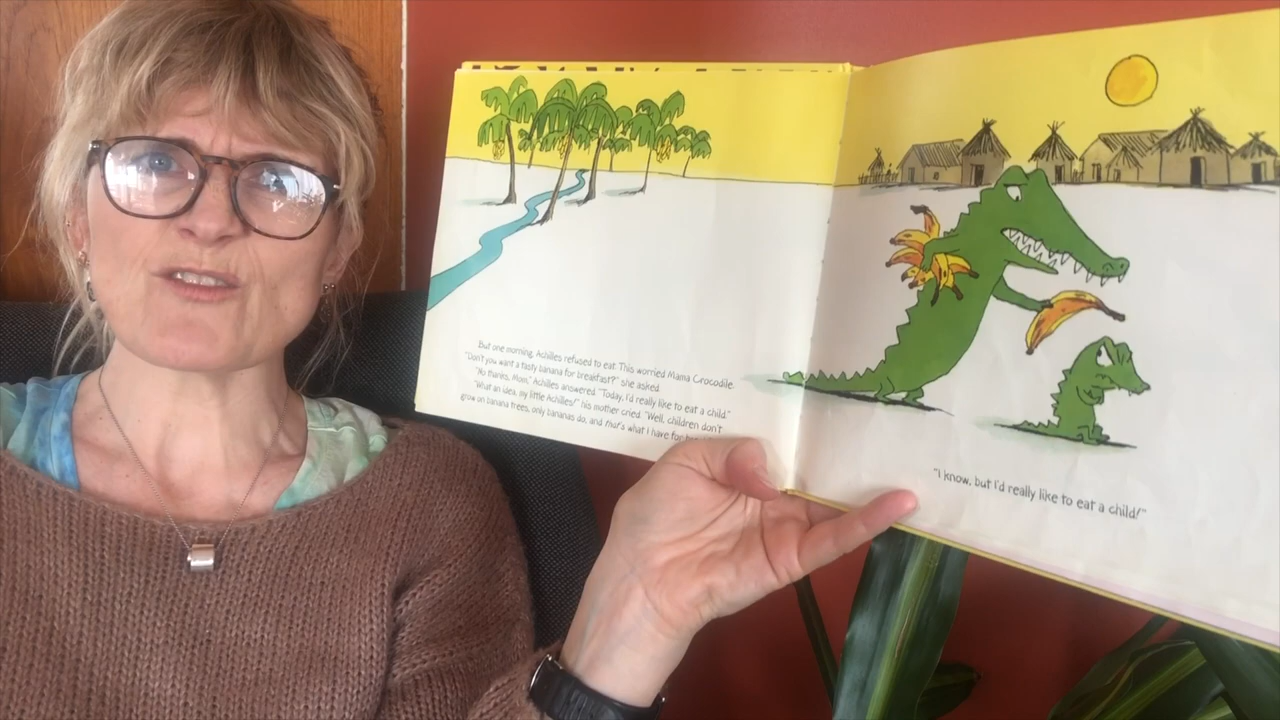 But one morning, Achilles refused to eat. This worried Mama Crocodile.
"Don't you want a tasty banana for breakfast?" she asked.
"No thanks, Mom," Achilles answered. "Today, I'd really like to eat a child."
"What an idea, my little Achilles!" his mother cried. "Well, children don't
grow on banana trees, only bananas do, and that's what I have for
"I know, but I'd really like to eat a child!"